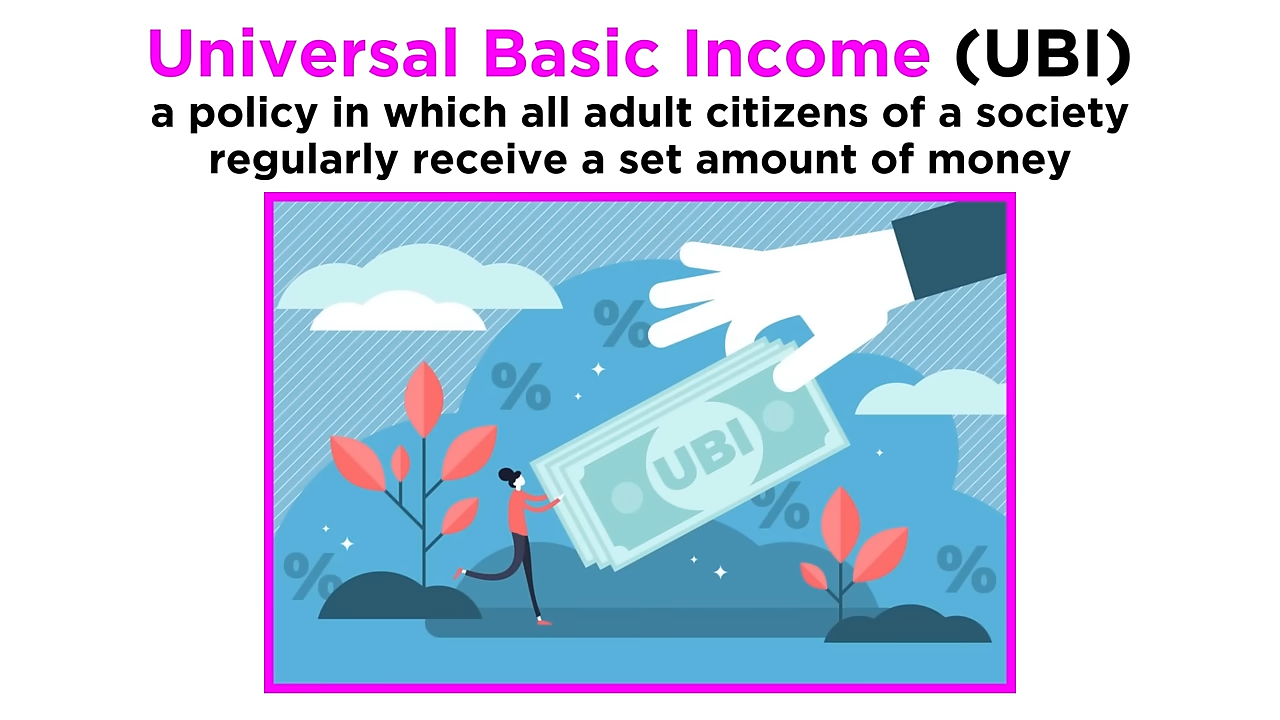 Universal Basic Income (UBI)
a policy in which all adult citizens of a society
regularly receive a set amount of money
%
%
UBI
%
%
%